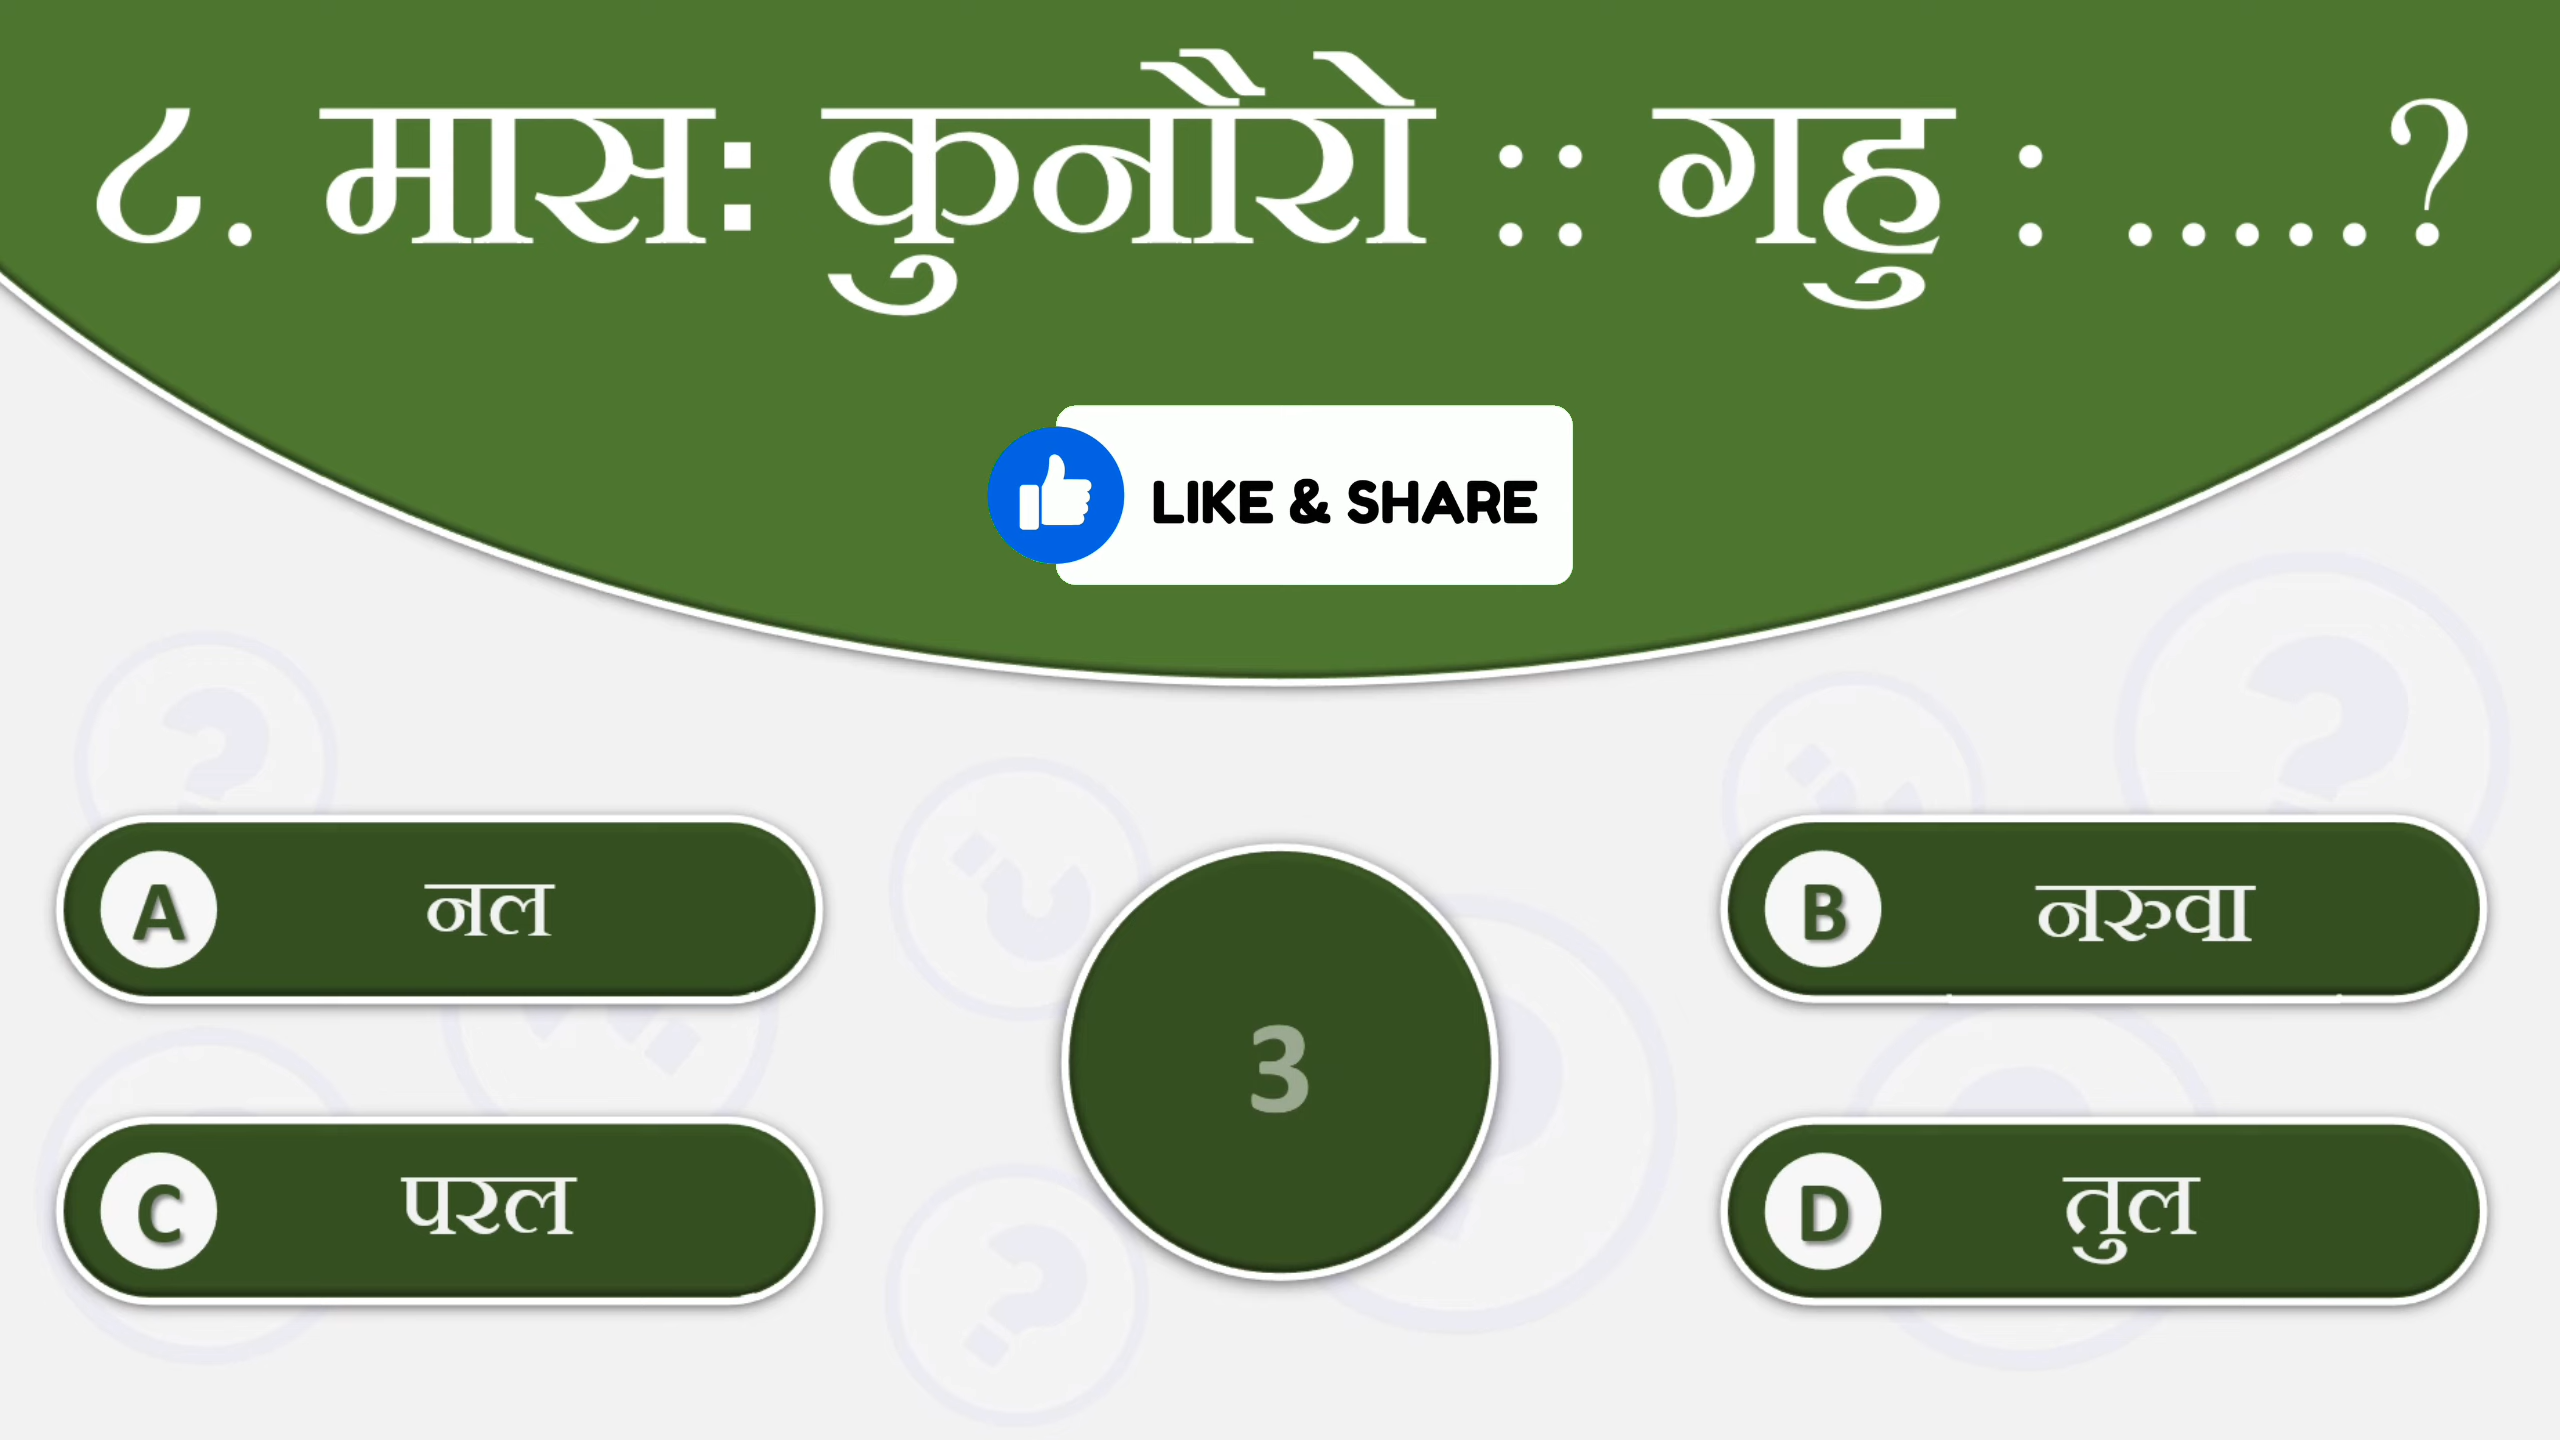 ८. मासः कुनौरो :: गहु : .....?
LIKE & SHARE
A नल
B नरुवा
3
C परल
D तुल